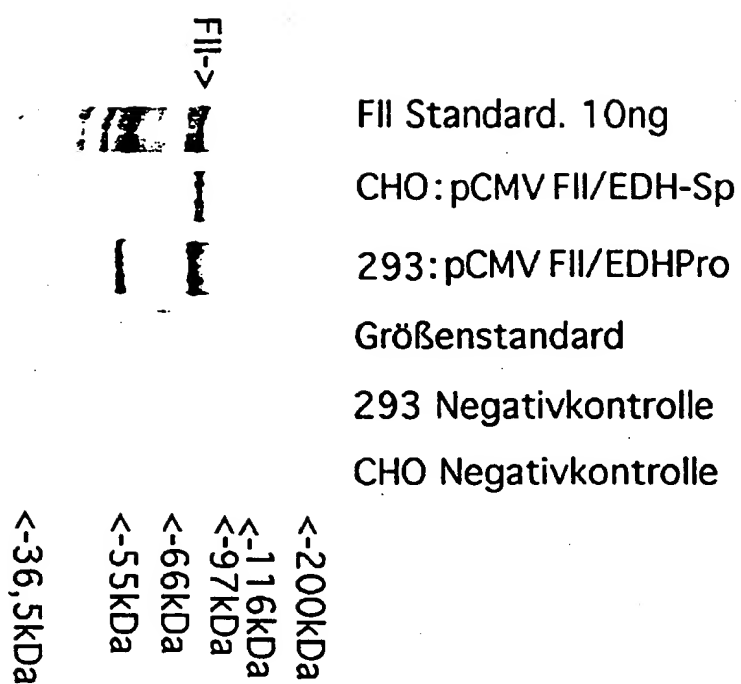 FII->
FII Standard. 10ng
CHO:pCMV FII/EDH-Sp
293:pCMV FII/EDHPro
Größenstandard
293 Negativkontrolle
CHO Negativkontrolle
<-200kDa
<-116kDa
<-97kDa
<-66kDa
<-55kDa
<-36,5kDa